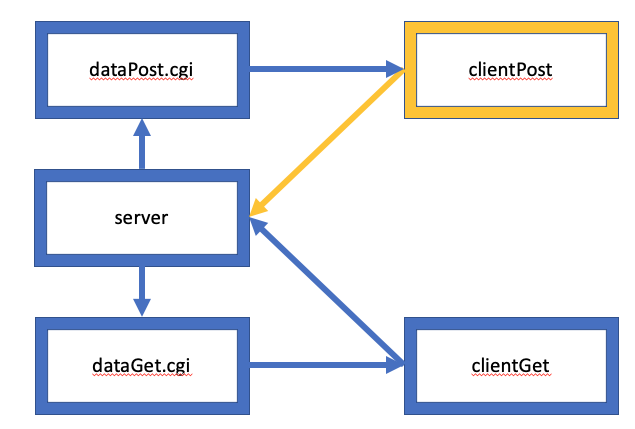 dataPost.cgi
clientPost
server
dataGet.cgi
clientGet